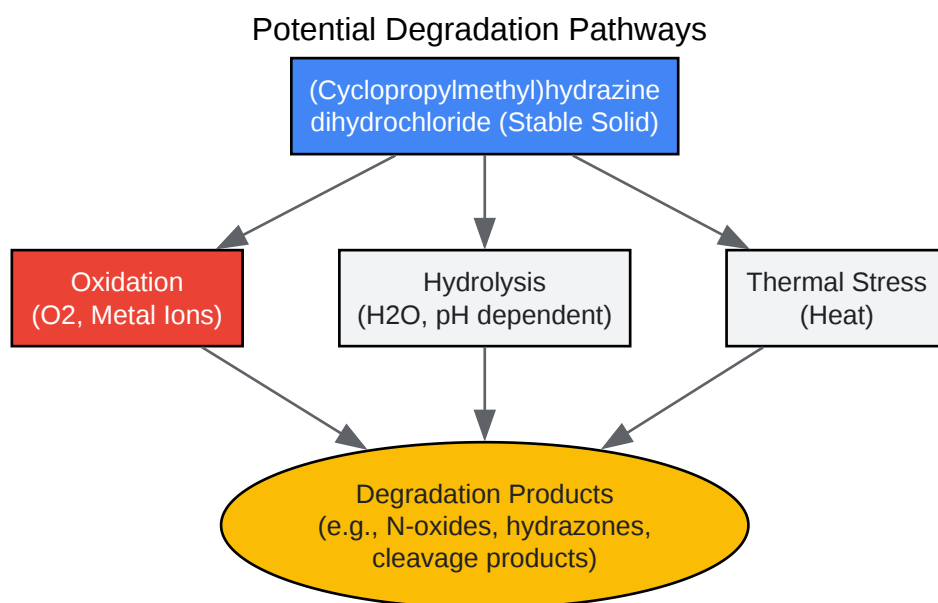 Potential Degradation Pathways
(Cyclopropylmethyl)hydrazine
dihydrochloride (Stable Solid)
Oxidation
(O2, Metal Ions)
Hydrolysis
(H2O, pH dependent)
Thermal Stress
(Heat)
Degradation Products
(e.g., N-oxides, hydrazones,
cleavage products)